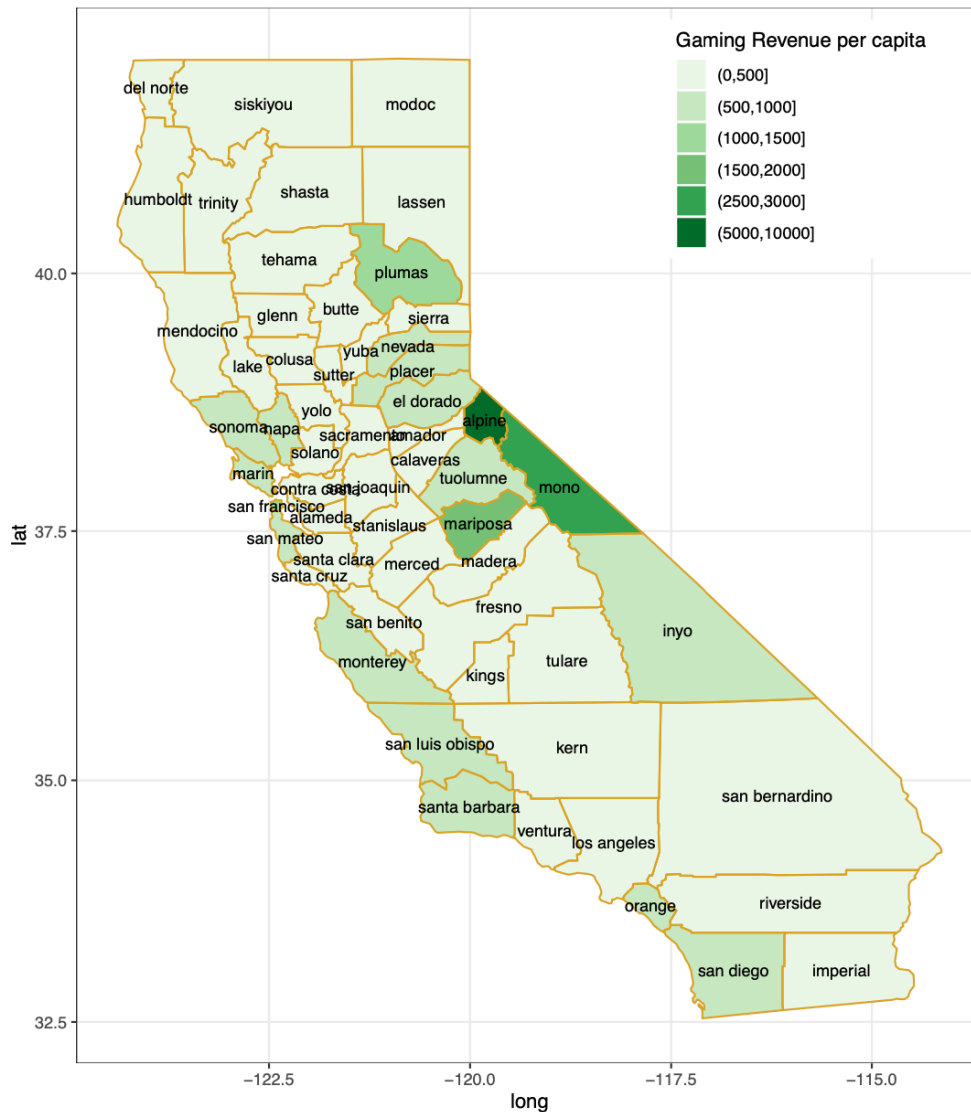 Gaming Revenue per capita
(0,500]
(500,1000]
(1000,1500]
(1500,2000]
(2500,3000]
(5000,10000]
del norte
siskiyou
modoc
humboldt
trinity
shasta
lassen
tehama
plumas
glenn
butte
sierra
mendocino
lake
colusa
yuba
nevada
sutter
placer
yolo
el dorado
sonoma
napa
sacramento
amador
alpine
solano
calaveras
marin
contra costa
san joaquin
tuolumne
mono
san francisco
alameda
stanislaus
mariposa
san mateo
santa clara
merced
madera
santa cruz
san benito
fresno
inyo
monterey
kings
tulare
san luis obispo
kern
santa barbara
san bernardino
ventura
los angeles
orange
riverside
san diego
imperial
40.0
37.5
35.0
32.5
lat
−122.5
−120.0
−117.5
−115.0
long